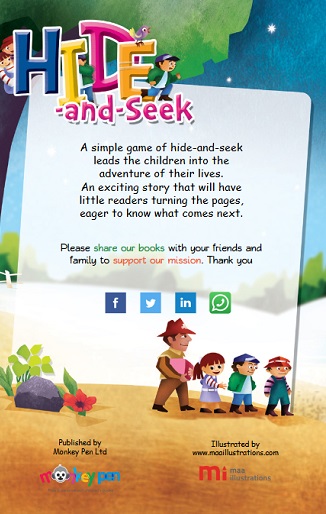 HIDE
-and-Seek
A simple game of hide-and-seek
leads the children into the
adventure of their lives.
An exciting story that will have
little readers turning the pages,
eager to know what comes next.
Please share our books with your friends and
family to support our mission. Thank you
f in
Published by
Monkey Pen Ltd
monkey pen
Illustrated by
www.maaillustrations.com
mi maa
illustrations